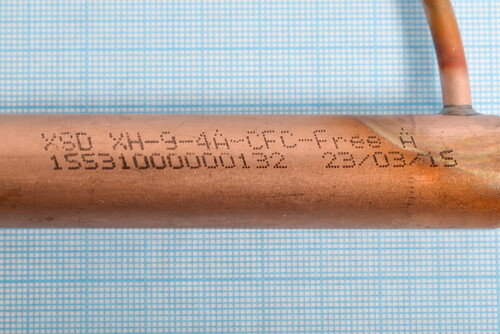 XSD XH-9-4A-CFC-Free A
15531000000132 23/03/15